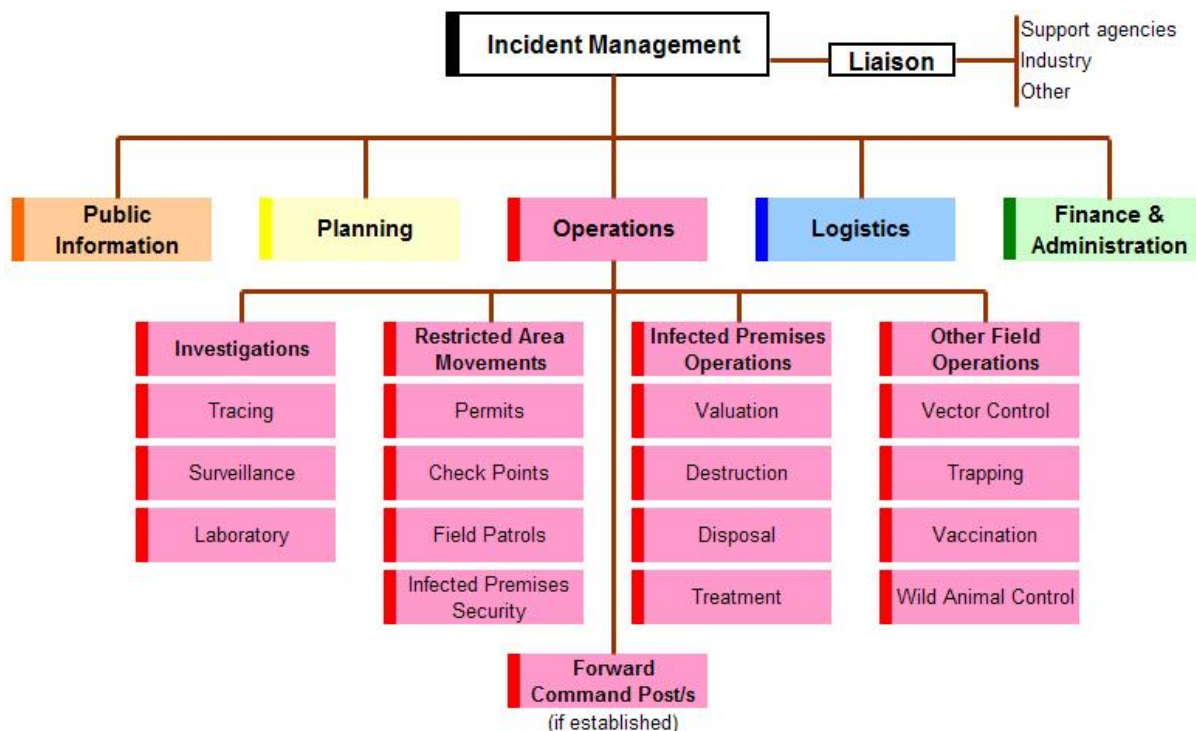 Incident Management
Liaison
Support agencies
Industry
Other
Public
Information
Planning
Operations
Logistics
Finance &
Administration
Investigations
Tracing
Surveillance
Laboratory
Restricted Area
Movements
Permits
Check Points
Field Patrols
Infected Premises
Security
Infected Premises
Operations
Valuation
Destruction
Disposal
Treatment
Other Field
Operations
Vector Control
Trapping
Vaccination
Wild Animal Control
Forward
Command Post/s
(if established)